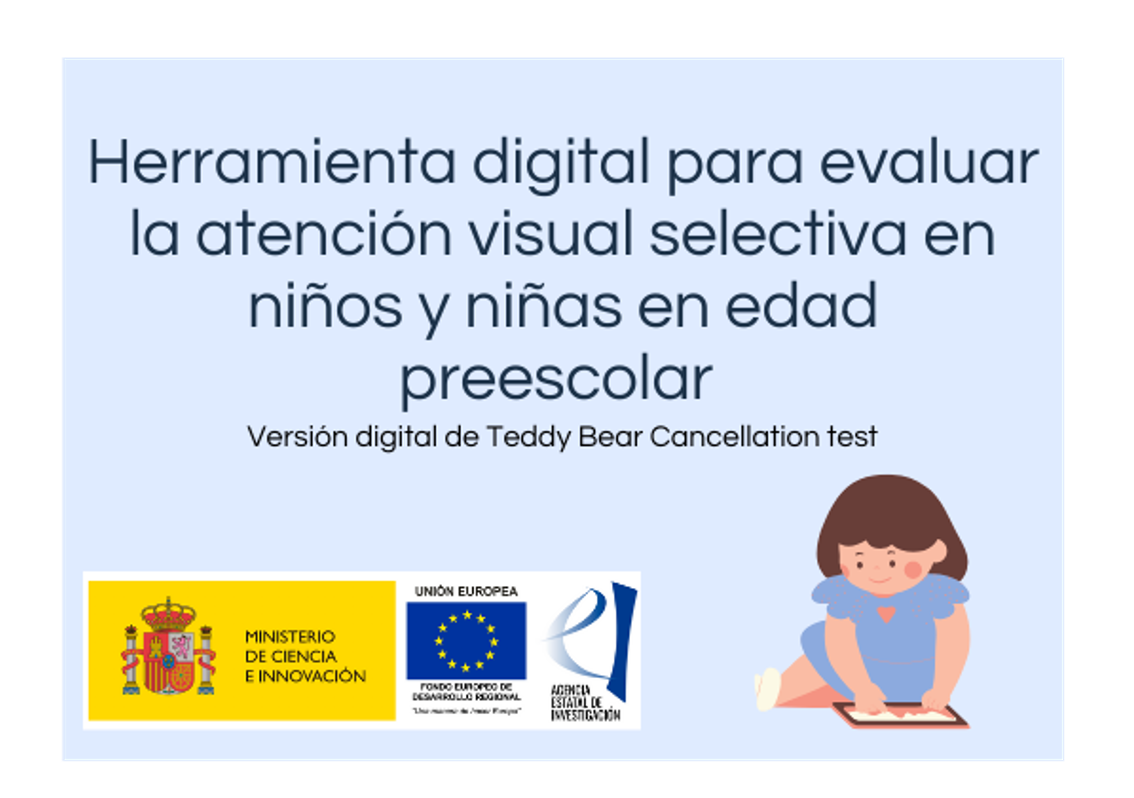 Herramienta digital para evaluar
la atención visual selectiva en
niños y niñas en edad
preescolar
Versión digital de Teddy Bear Cancellation test
MINISTERIO
DE CIENCIA
E INNOVACIÓN
UNIÓN EUROPEA
FONDO EUROPEO DE
DESARROLLO REGIONAL
"Una manera de hacer Europa"
AGENCIA
ESTATAL DE
INVESTIGACIÓN